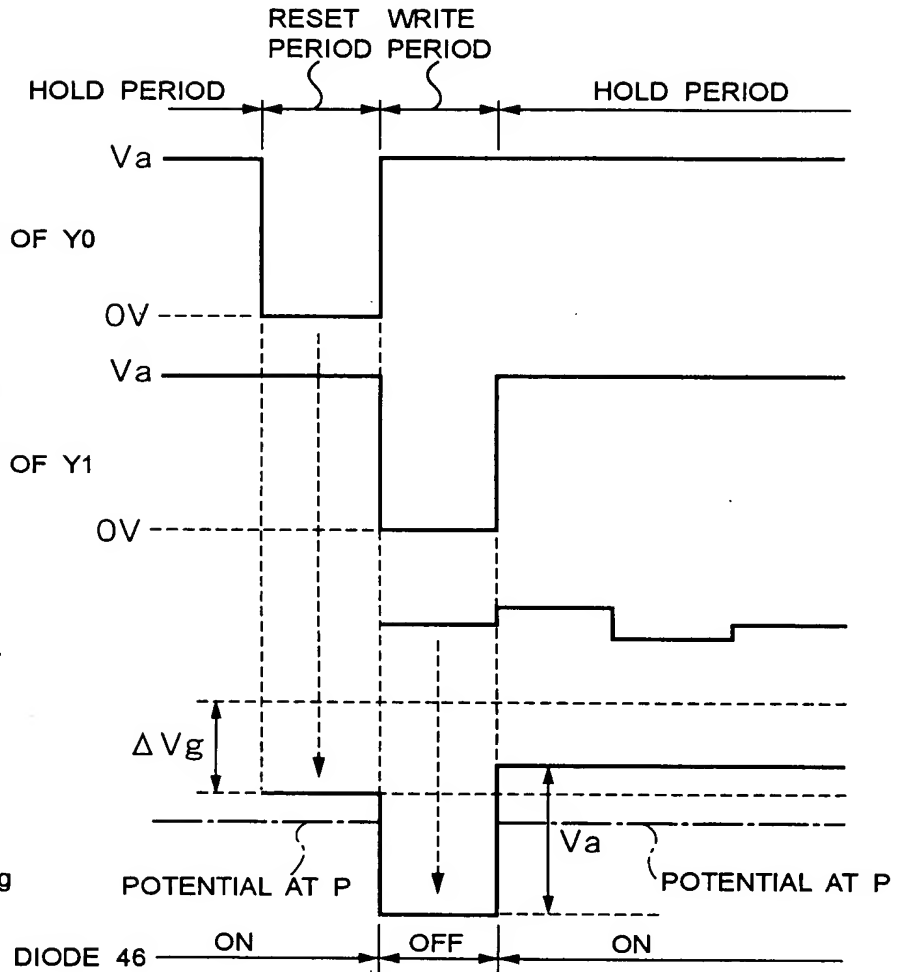 RESET WRITE
PERIOD PERIOD
HOLD PERIOD
HOLD PERIOD
Va
OF Y0
0V
Va
OF Y1
0V
ΔVg
Va
g
POTENTIAL AT P
POTENTIAL AT P
DIODE 46
ON
OFF
ON